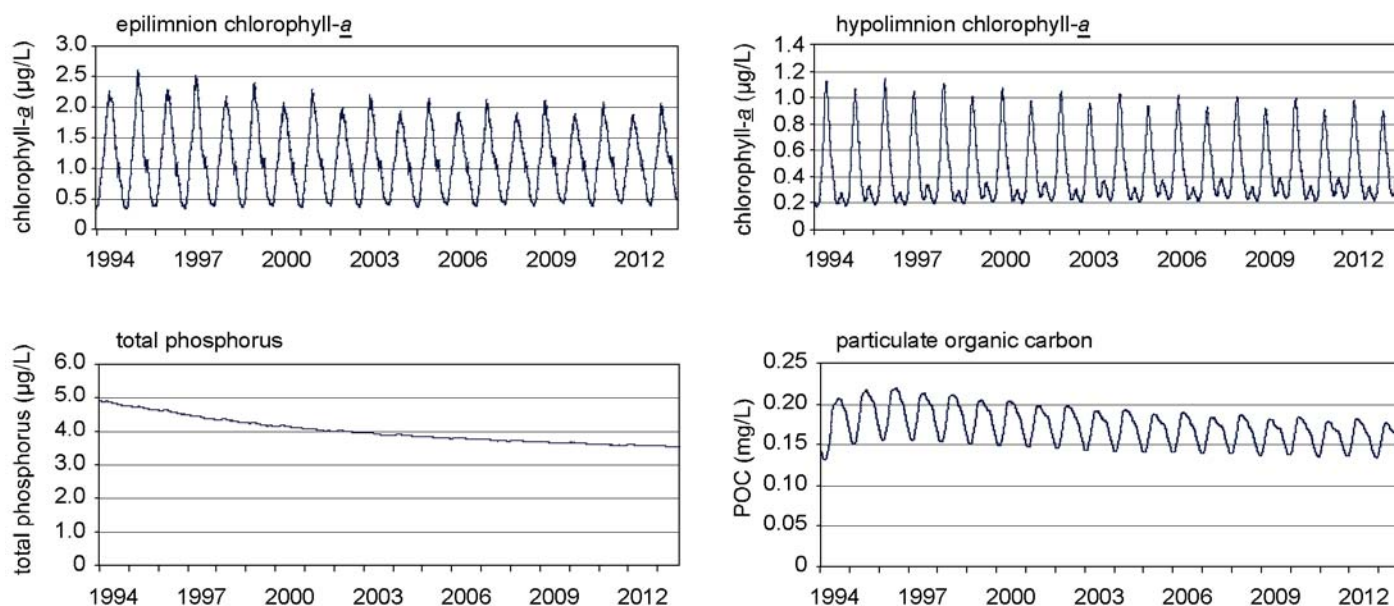 epilimnion chlorophyll-a
chlorophyll-a (µg/L)
3.0
2.5
2.0
1.5
1.0
0.5
0
1994 1997 2000 2003 2006 2009 2012
hypolimnion chlorophyll-a
chlorophyll-a (µg/L)
1.4
1.2
1.0
0.8
0.6
0.4
0.2
0
1994 1997 2000 2003 2006 2009 2012
total phosphorus
total phosphorus (µg/L)
6.0
5.0
4.0
3.0
2.0
1.0
0
1994 1997 2000 2003 2006 2009 2012
particulate organic carbon
POC (mg/L)
0.25
0.20
0.15
0.10
0.05
0
1994 1997 2000 2003 2006 2009 2012